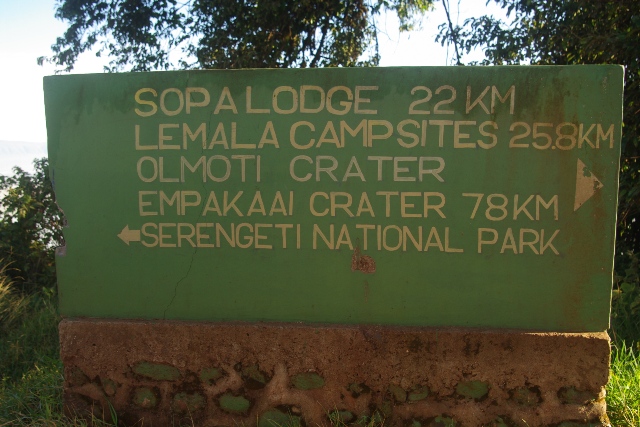 SOPA LODGE 22 KM
LEMALA CAMPSITES 25.8KM
OLMOTI CRATER
EMPAKAAI CRATER 78KM
SERENGETI NATIONAL PARK